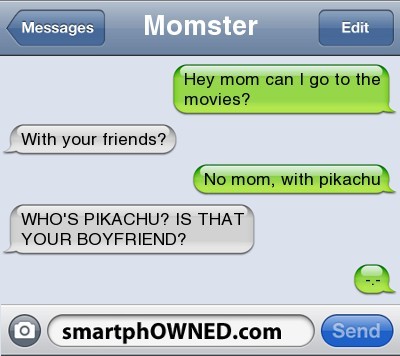 Messages
Momster
Edit
Hey mom can I go to the
movies?
With your friends?
No mom, with pikachu
WHO'S PIKACHU? IS THAT
YOUR BOYFRIEND?
-.-
smartphOWNED.com
Send